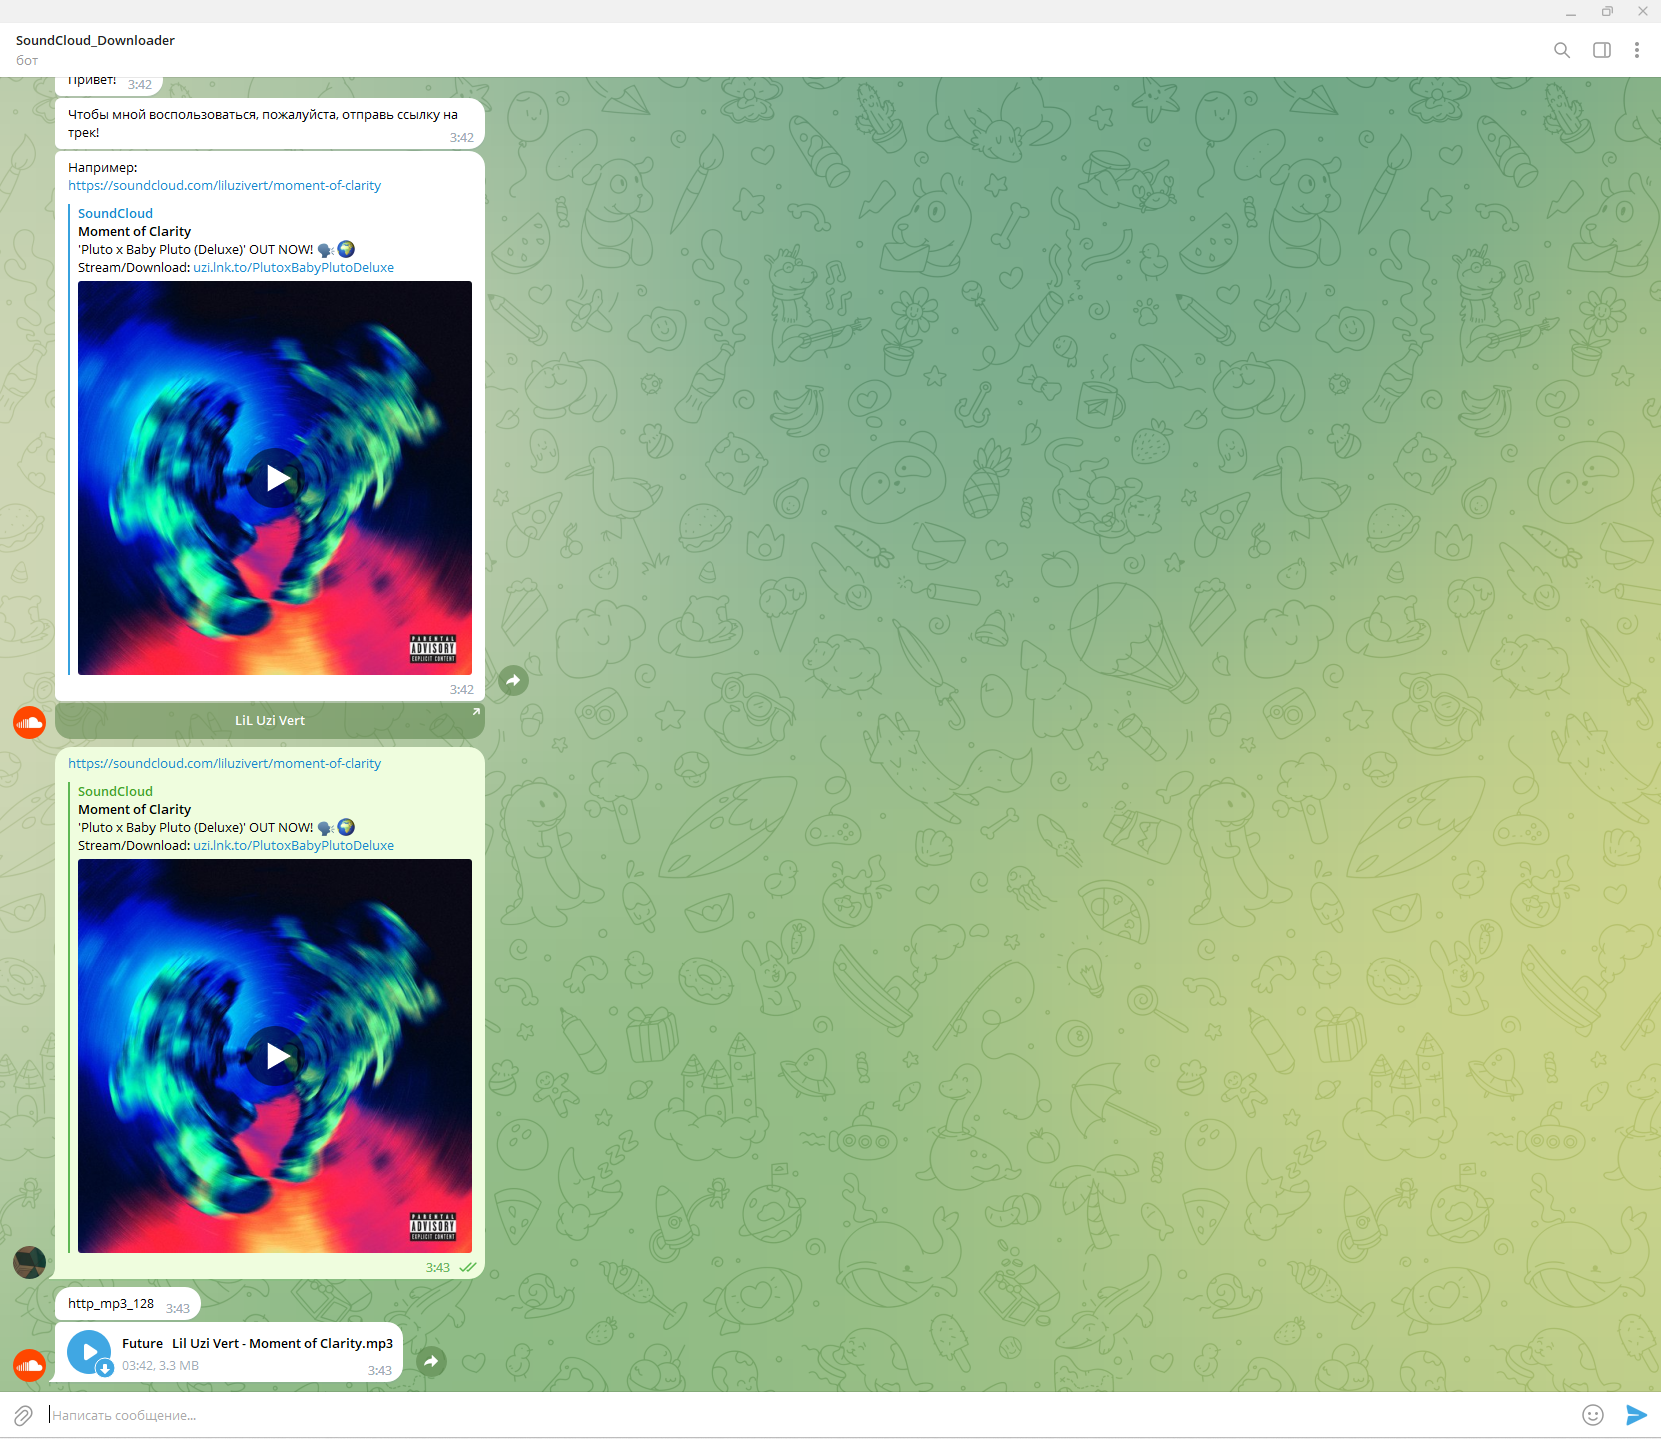 SoundCloud_Downloader
бот
Привет!
3:42
Чтобы мной воспользоваться, пожалуйста, отправь ссылку на
трек!
3:42
Например:
https://soundcloud.com/liluzivert/moment-of-clarity
SoundCloud
Moment of Clarity
'Pluto x Baby Pluto (Deluxe)' OUT NOW! 🗣️🌍
Stream/Download: uzi.lnk.to/PlutoxBabyPlutoDeluxe
PARENTAL
ADVISORY
EXPLICIT CONTENT
3:42
LiL Uzi Vert
https://soundcloud.com/liluzivert/moment-of-clarity
SoundCloud
Moment of Clarity
'Pluto x Baby Pluto (Deluxe)' OUT NOW! 🗣️🌍
Stream/Download: uzi.lnk.to/PlutoxBabyPlutoDeluxe
PARENTAL
ADVISORY
EXPLICIT CONTENT
3:43
http_mp3_128 3:43
Future Lil Uzi Vert - Moment of Clarity.mp3
03:42, 3.3 MB
3:43
Написать сообщение...